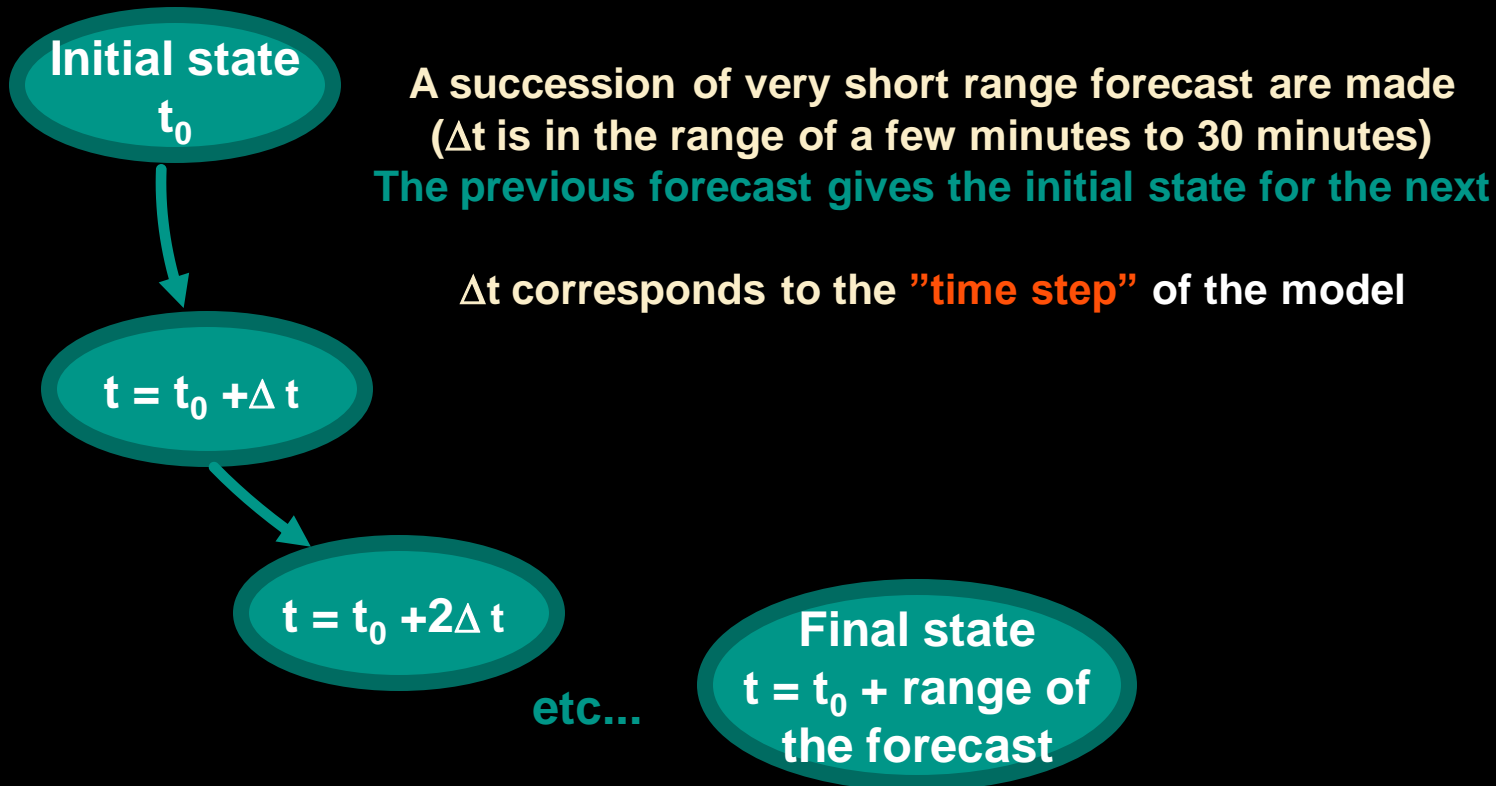 Initial state
t₀
A succession of very short range forecast are made
(Δt is in the range of a few minutes to 30 minutes)
The previous forecast gives the initial state for the next
Δt corresponds to the ”time step” of the model
t = t₀ +Δ t
t = t₀ +2Δ t
etc...
Final state
t = t₀ + range of
the forecast